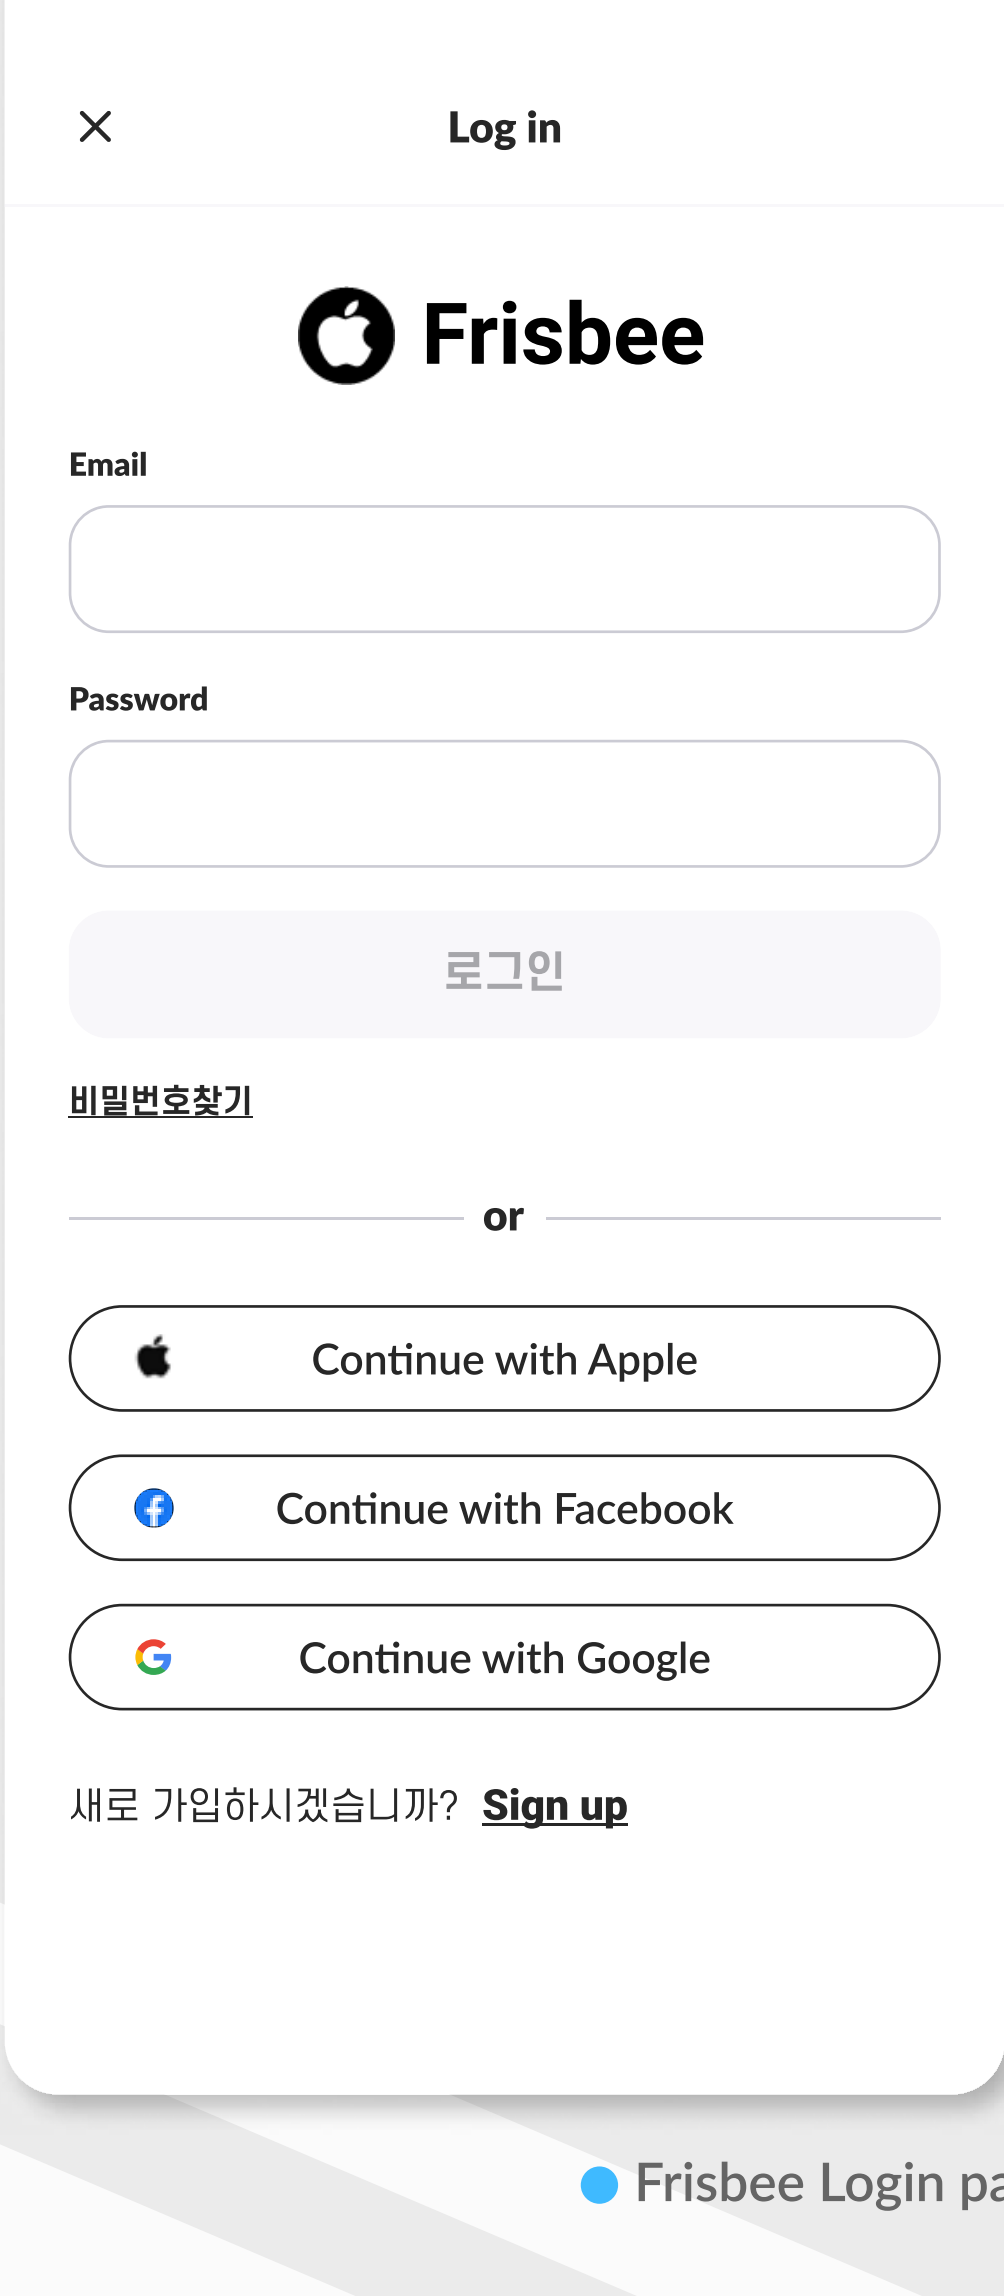 Log in
Frisbee
Email
Password
로그인
비밀번호찾기
or
Continue with Apple
Continue with Facebook
Continue with Google
새로 가입하시겠습니까? Sign up
Frisbee Login